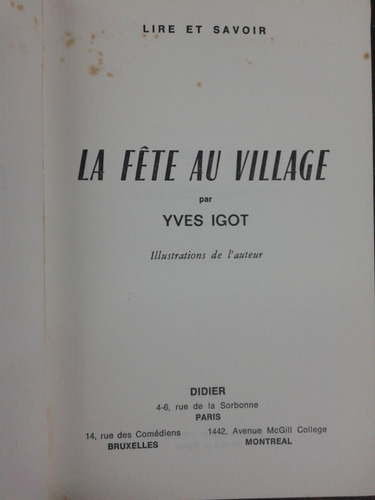 LIRE ET SAVOIR
LA FÊTE AU VILLAGE
par
YVES IGOT
Illustrations de l'auteur
DIDIER
4-6, rue de la Sorbonne
PARIS
14, rue des Comédiens 1442, Avenue McGill College
BRUXELLES MONTREAL